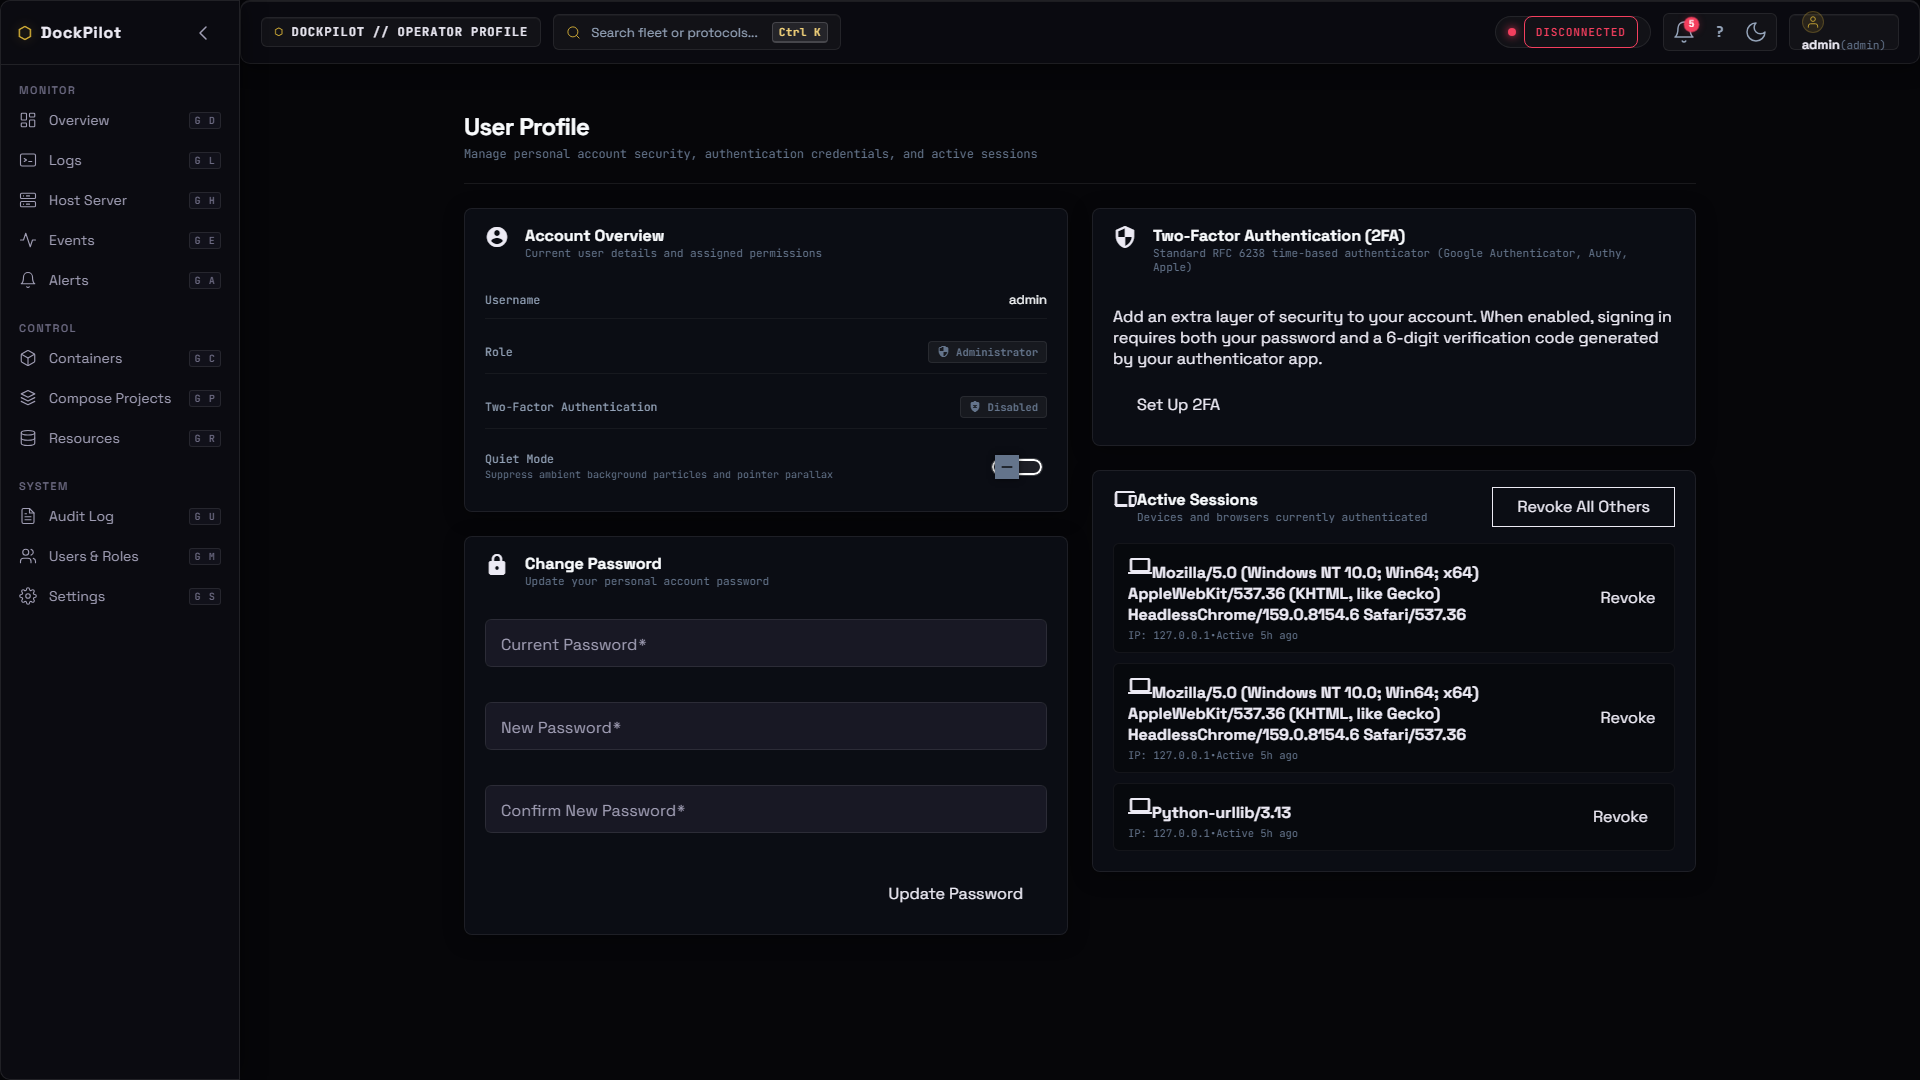 DockPilot
MONITOR
Overview G D
Logs G L
Host Server G H
Events G E
Alerts G A
CONTROL
Containers G C
Compose Projects G P
Resources G R
SYSTEM
Audit Log G U
Users & Roles G M
Settings G S
DOCKPILOT // OPERATOR PROFILE
Search fleet or protocols... Ctrl K
DISCONNECTED
5
?
admin(admin)
User Profile
Manage personal account security, authentication credentials, and active sessions
Account Overview
Current user details and assigned permissions
Username admin
Role Administrator
Two-Factor Authentication Disabled
Quiet Mode
Suppress ambient background particles and pointer parallax
Change Password
Update your personal account password
Current Password*
New Password*
Confirm New Password*
Update Password
Two-Factor Authentication (2FA)
Standard RFC 6238 time-based authenticator (Google Authenticator, Authy,
Apple)
Add an extra layer of security to your account. When enabled, signing in
requires both your password and a 6-digit verification code generated
by your authenticator app.
Set Up 2FA
Active Sessions
Devices and browsers currently authenticated
Revoke All Others
Mozilla/5.0 (Windows NT 10.0; Win64; x64)
AppleWebKit/537.36 (KHTML, like Gecko)
HeadlessChrome/159.0.8154.6 Safari/537.36
IP: 127.0.0.1•Active 5h ago
Revoke
Mozilla/5.0 (Windows NT 10.0; Win64; x64)
AppleWebKit/537.36 (KHTML, like Gecko)
HeadlessChrome/159.0.8154.6 Safari/537.36
IP: 127.0.0.1•Active 5h ago
Revoke
Python-urllib/3.13
IP: 127.0.0.1•Active 5h ago
Revoke